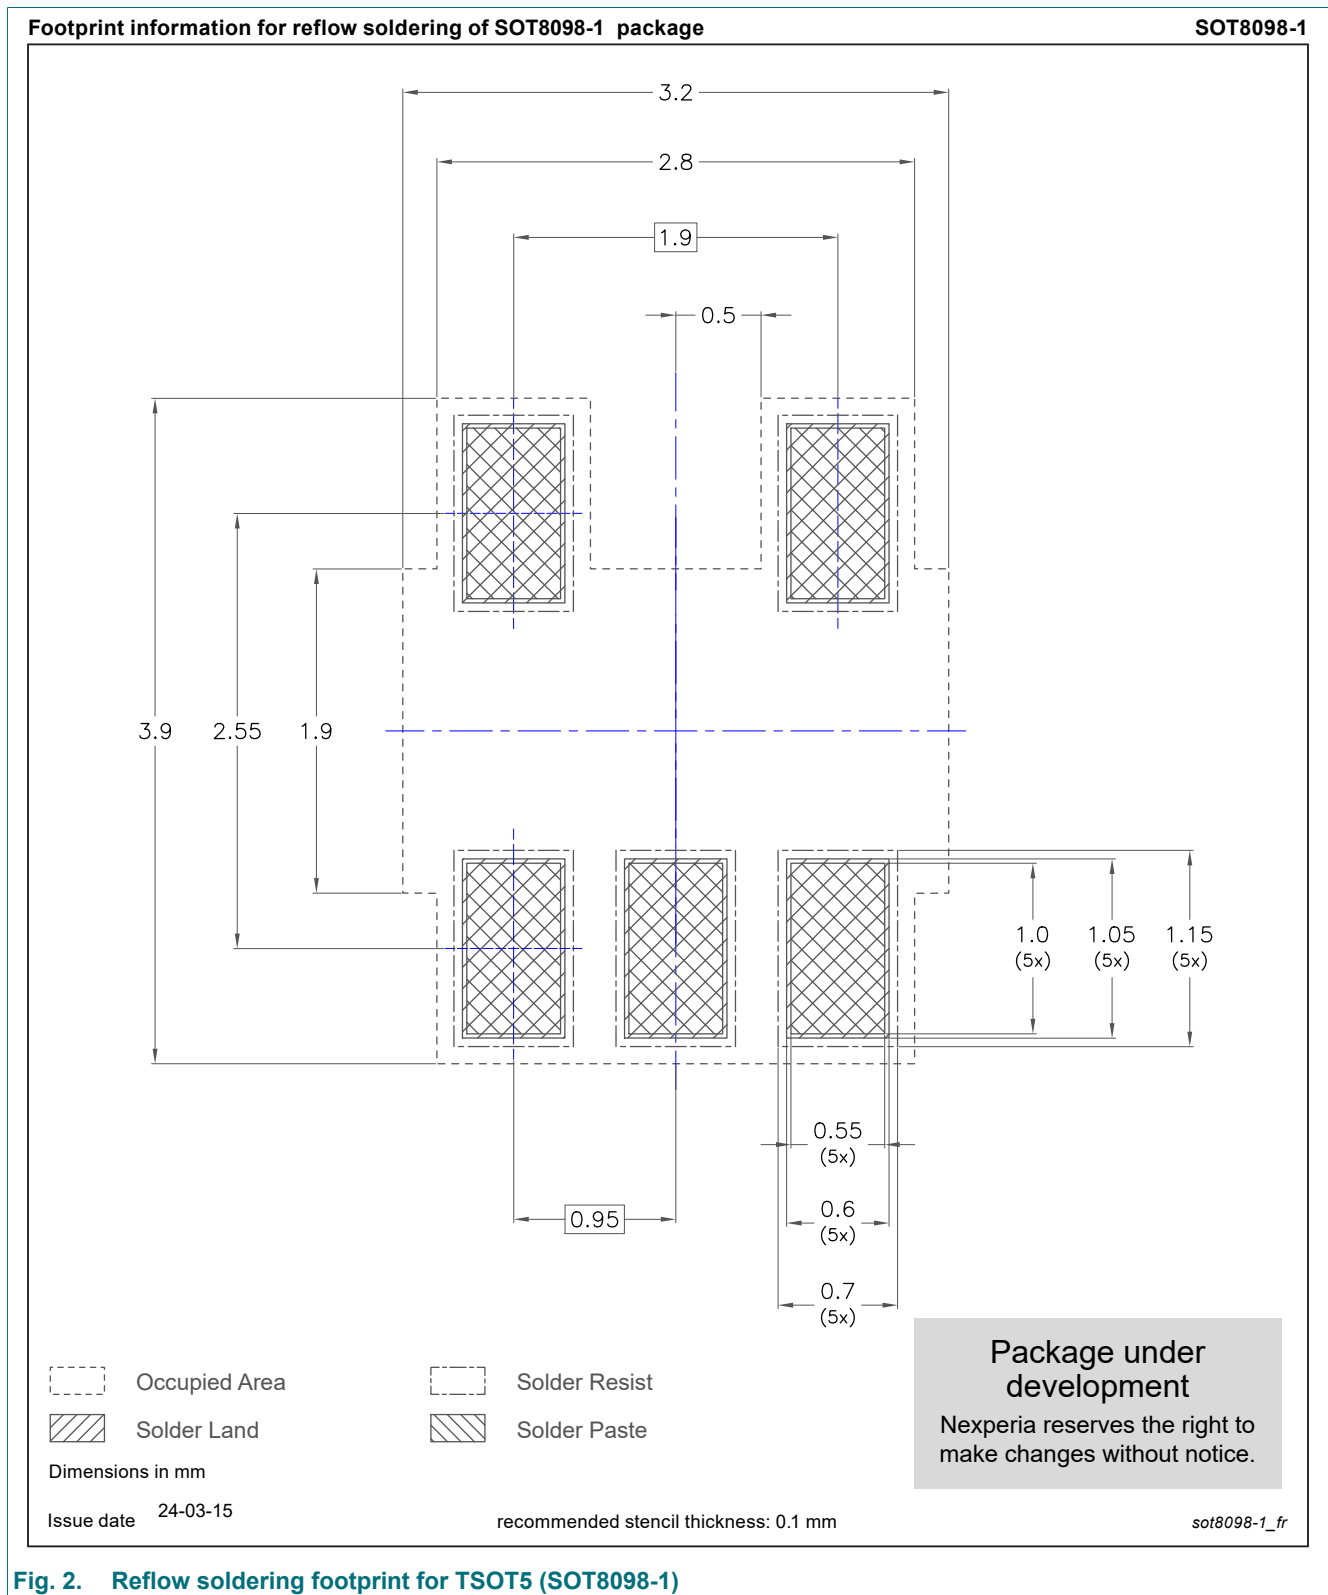 Footprint information for reflow soldering of SOT8098-1 package SOT8098-1
3.2
2.8
1.9
0.5
3.9 2.55 1.9
1.0 1.05 1.15
(5x) (5x) (5x)
0.55
(5x)
0.95
0.6
(5x)
0.7
(5x)
Occupied Area Solder Resist
Solder Land Solder Paste
Package under
development
Nexperia reserves the right to
make changes without notice.
Dimensions in mm
Issue date 24-03-15 recommended stencil thickness: 0.1 mm sot8098-1_fr
Fig. 2. Reflow soldering footprint for TSOT5 (SOT8098-1)